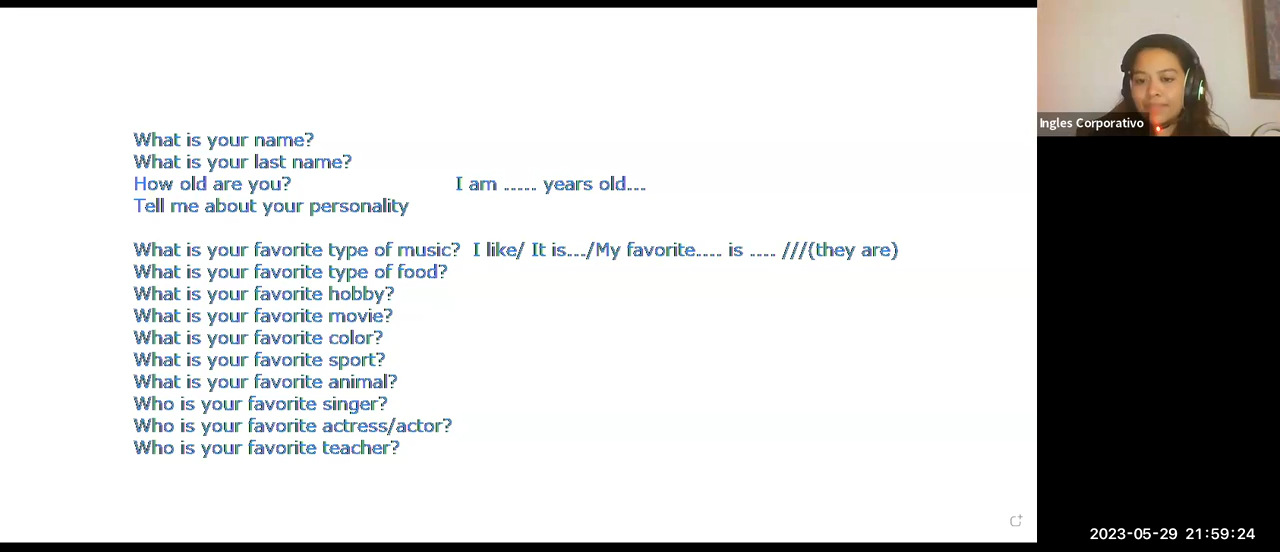 What is your name?
What is your last name?
How old are you? I am ..... years old...
Tell me about your personality
What is your favorite type of music? I like/ It is.../My favorite.... is .... ///(they are)
What is your favorite type of food?
What is your favorite hobby?
What is your favorite movie?
What is your favorite color?
What is your favorite sport?
What is your favorite animal?
Who is your favorite singer?
Who is your favorite actress/actor?
Who is your favorite teacher?
Ingles Corporativo
2023-05-29 21:59:24